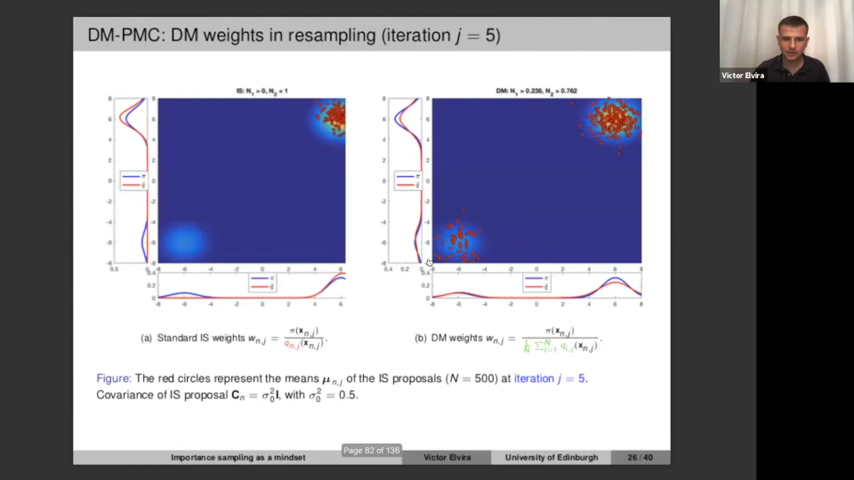 DM-PMC: DM weights in resampling (iteration j = 5)
Victor Elvira
IS: N₁ = 0, N₂ = 1
DM: N₁ = 0.238, N₂ = 0.762
(a) Standard IS weights wₙ,ⱼ = π(xₙ,ⱼ) / qₙ,ⱼ(xₙ,ⱼ).
(b) DM weights wₙ,ⱼ = π(xₙ,ⱼ) / 1/N ∑ᴺᵢ₌₁ qᵢ,ⱼ(xₙ,ⱼ).
Figure: The red circles represent the means μₙ,ⱼ of the IS proposals (N = 500) at iteration j = 5.
Covariance of IS proposal Cₙ = σ₀²I, with σ₀² = 0.5.
Page 82 of 136
Importance sampling as a mindset Víctor Elvira University of Edinburgh 26 / 40